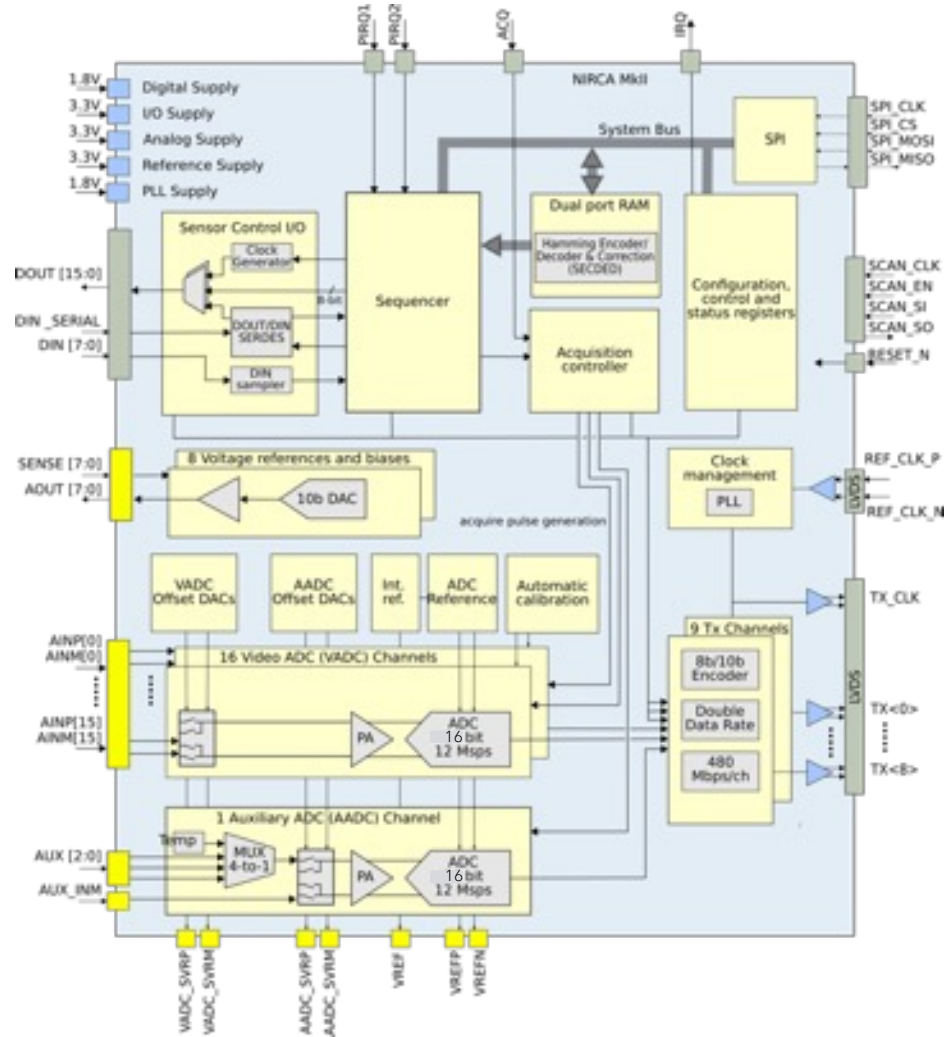 PIRQ1
PIRQ2
ACQ
IRQ
NIRCA MkII
1.8V
Digital Supply
3.3V
I/O Supply
3.3V
Analog Supply
3.3V
Reference Supply
1.8V
PLL Supply
System Bus
SPI
SPI_CLK
SPI_CS
SPI_MOSI
SPI_MISO
Sensor Control I/O
Clock
Generator
8-bit
DOUT/DIN
SERDES
DIN
sampler
DOUT [15:0]
DIN _SERIAL
DIN [7:0]
Sequencer
Dual port RAM
Hamming Encoder/
Decoder & Correction
(SECDED)
Acquisition
controller
Configuration,
control and
status registers
SCAN_CLK
SCAN_EN
SCAN_SI
SCAN_SO
RESET_N
SENSE [7:0]
AOUT [7:0]
8 Voltage references and biases
10b DAC
acquire pulse generation
Clock
management
PLL
LVDS
REF_CLK_P
REF_CLK_N
VADC
Offset DACs
AADC
Offset DACs
Int.
ref.
ADC
Reference
Automatic
calibration
TX_CLK
9 Tx Channels
8b/10b
Encoder
Double
Data Rate
480
Mbps/ch
LVDS
TX<0>
TX<8>
AINP[0]
AINM[0]
AINP[15]
AINM[15]
16 Video ADC (VADC) Channels
PA
ADC
16 bit
12 Msps
1 Auxiliary ADC (AADC) Channel
Temp
MUX
4-to-1
PA
ADC
16 bit
12 Msps
AUX [2:0]
AUX_INM
VADC_SVRP
VADC_SVRM
AADC_SVRP
AADC_SVRM
VREF
VREFP
VREFN